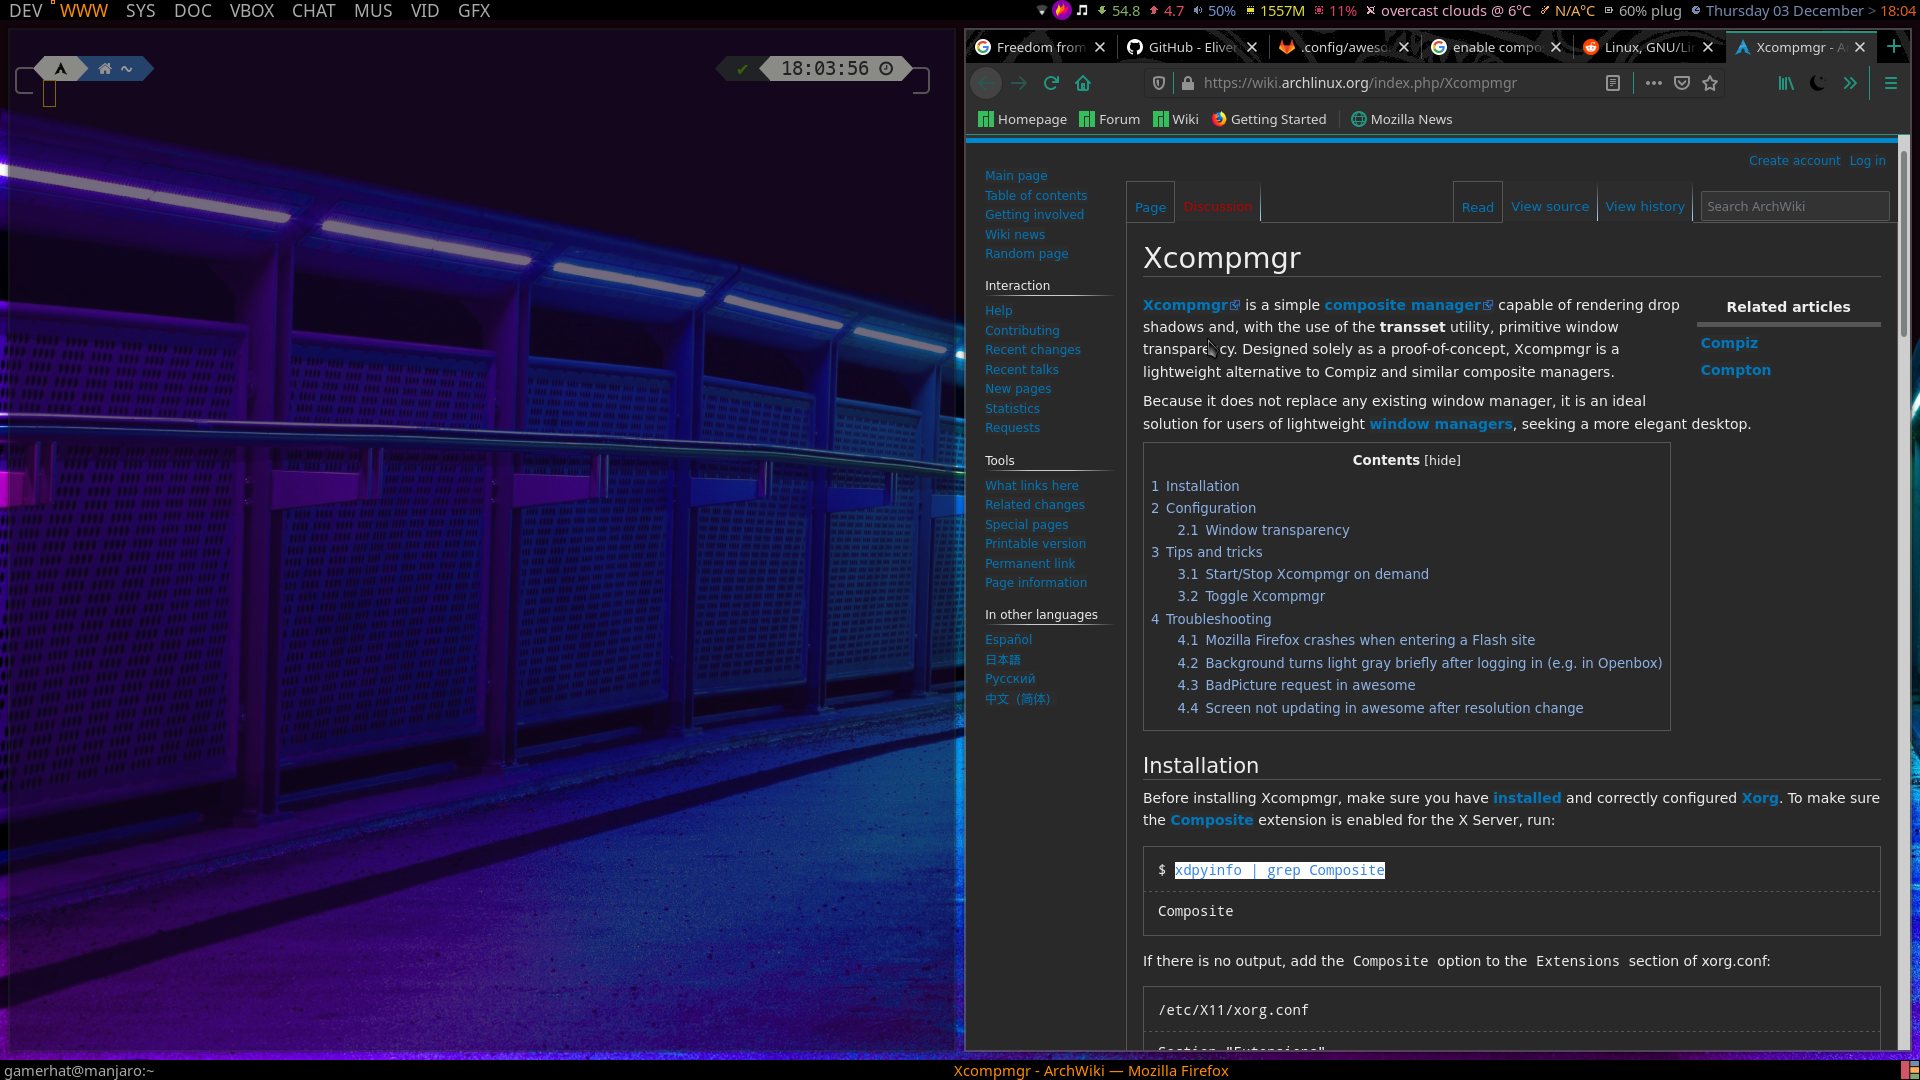 DEV WWW SYS DOC VBOX CHAT MUS VID GFX
54.8 4.7 50% 1557M 11% overcast clouds @ 6°C N/A°C 60% plug Thursday 03 December > 18:04
~
18:03:56
Freedom from
GitHub - Eliver
.config/aweso
enable compo
Linux, GNU/Li
Xcompmgr - A
https://wiki.archlinux.org/index.php/Xcompmgr
Homepage Forum Wiki Getting Started Mozilla News
Create account Log in
Main page
Table of contents
Getting involved
Wiki news
Random page
Interaction
Help
Contributing
Recent changes
Recent talks
New pages
Statistics
Requests
Tools
What links here
Related changes
Special pages
Printable version
Permanent link
Page information
In other languages
Español
日本語
Русский
中文（简体）
Page Discussion Read View source View history Search ArchWiki
Xcompmgr
Xcompmgr is a simple composite manager capable of rendering drop
shadows and, with the use of the transset utility, primitive window
transparency. Designed solely as a proof-of-concept, Xcompmgr is a
lightweight alternative to Compiz and similar composite managers.
Related articles
Compiz
Compton
Because it does not replace any existing window manager, it is an ideal
solution for users of lightweight window managers, seeking a more elegant desktop.
Contents [hide]
1 Installation
2 Configuration
2.1 Window transparency
3 Tips and tricks
3.1 Start/Stop Xcompmgr on demand
3.2 Toggle Xcompmgr
4 Troubleshooting
4.1 Mozilla Firefox crashes when entering a Flash site
4.2 Background turns light gray briefly after logging in (e.g. in Openbox)
4.3 BadPicture request in awesome
4.4 Screen not updating in awesome after resolution change
Installation
Before installing Xcompmgr, make sure you have installed and correctly configured Xorg. To make sure
the Composite extension is enabled for the X Server, run:
$ xdpyinfo | grep Composite
Composite
If there is no output, add the Composite option to the Extensions section of xorg.conf:
/etc/X11/xorg.conf
Section "Extensions"
gamerhat@manjaro:~
Xcompmgr - ArchWiki — Mozilla Firefox